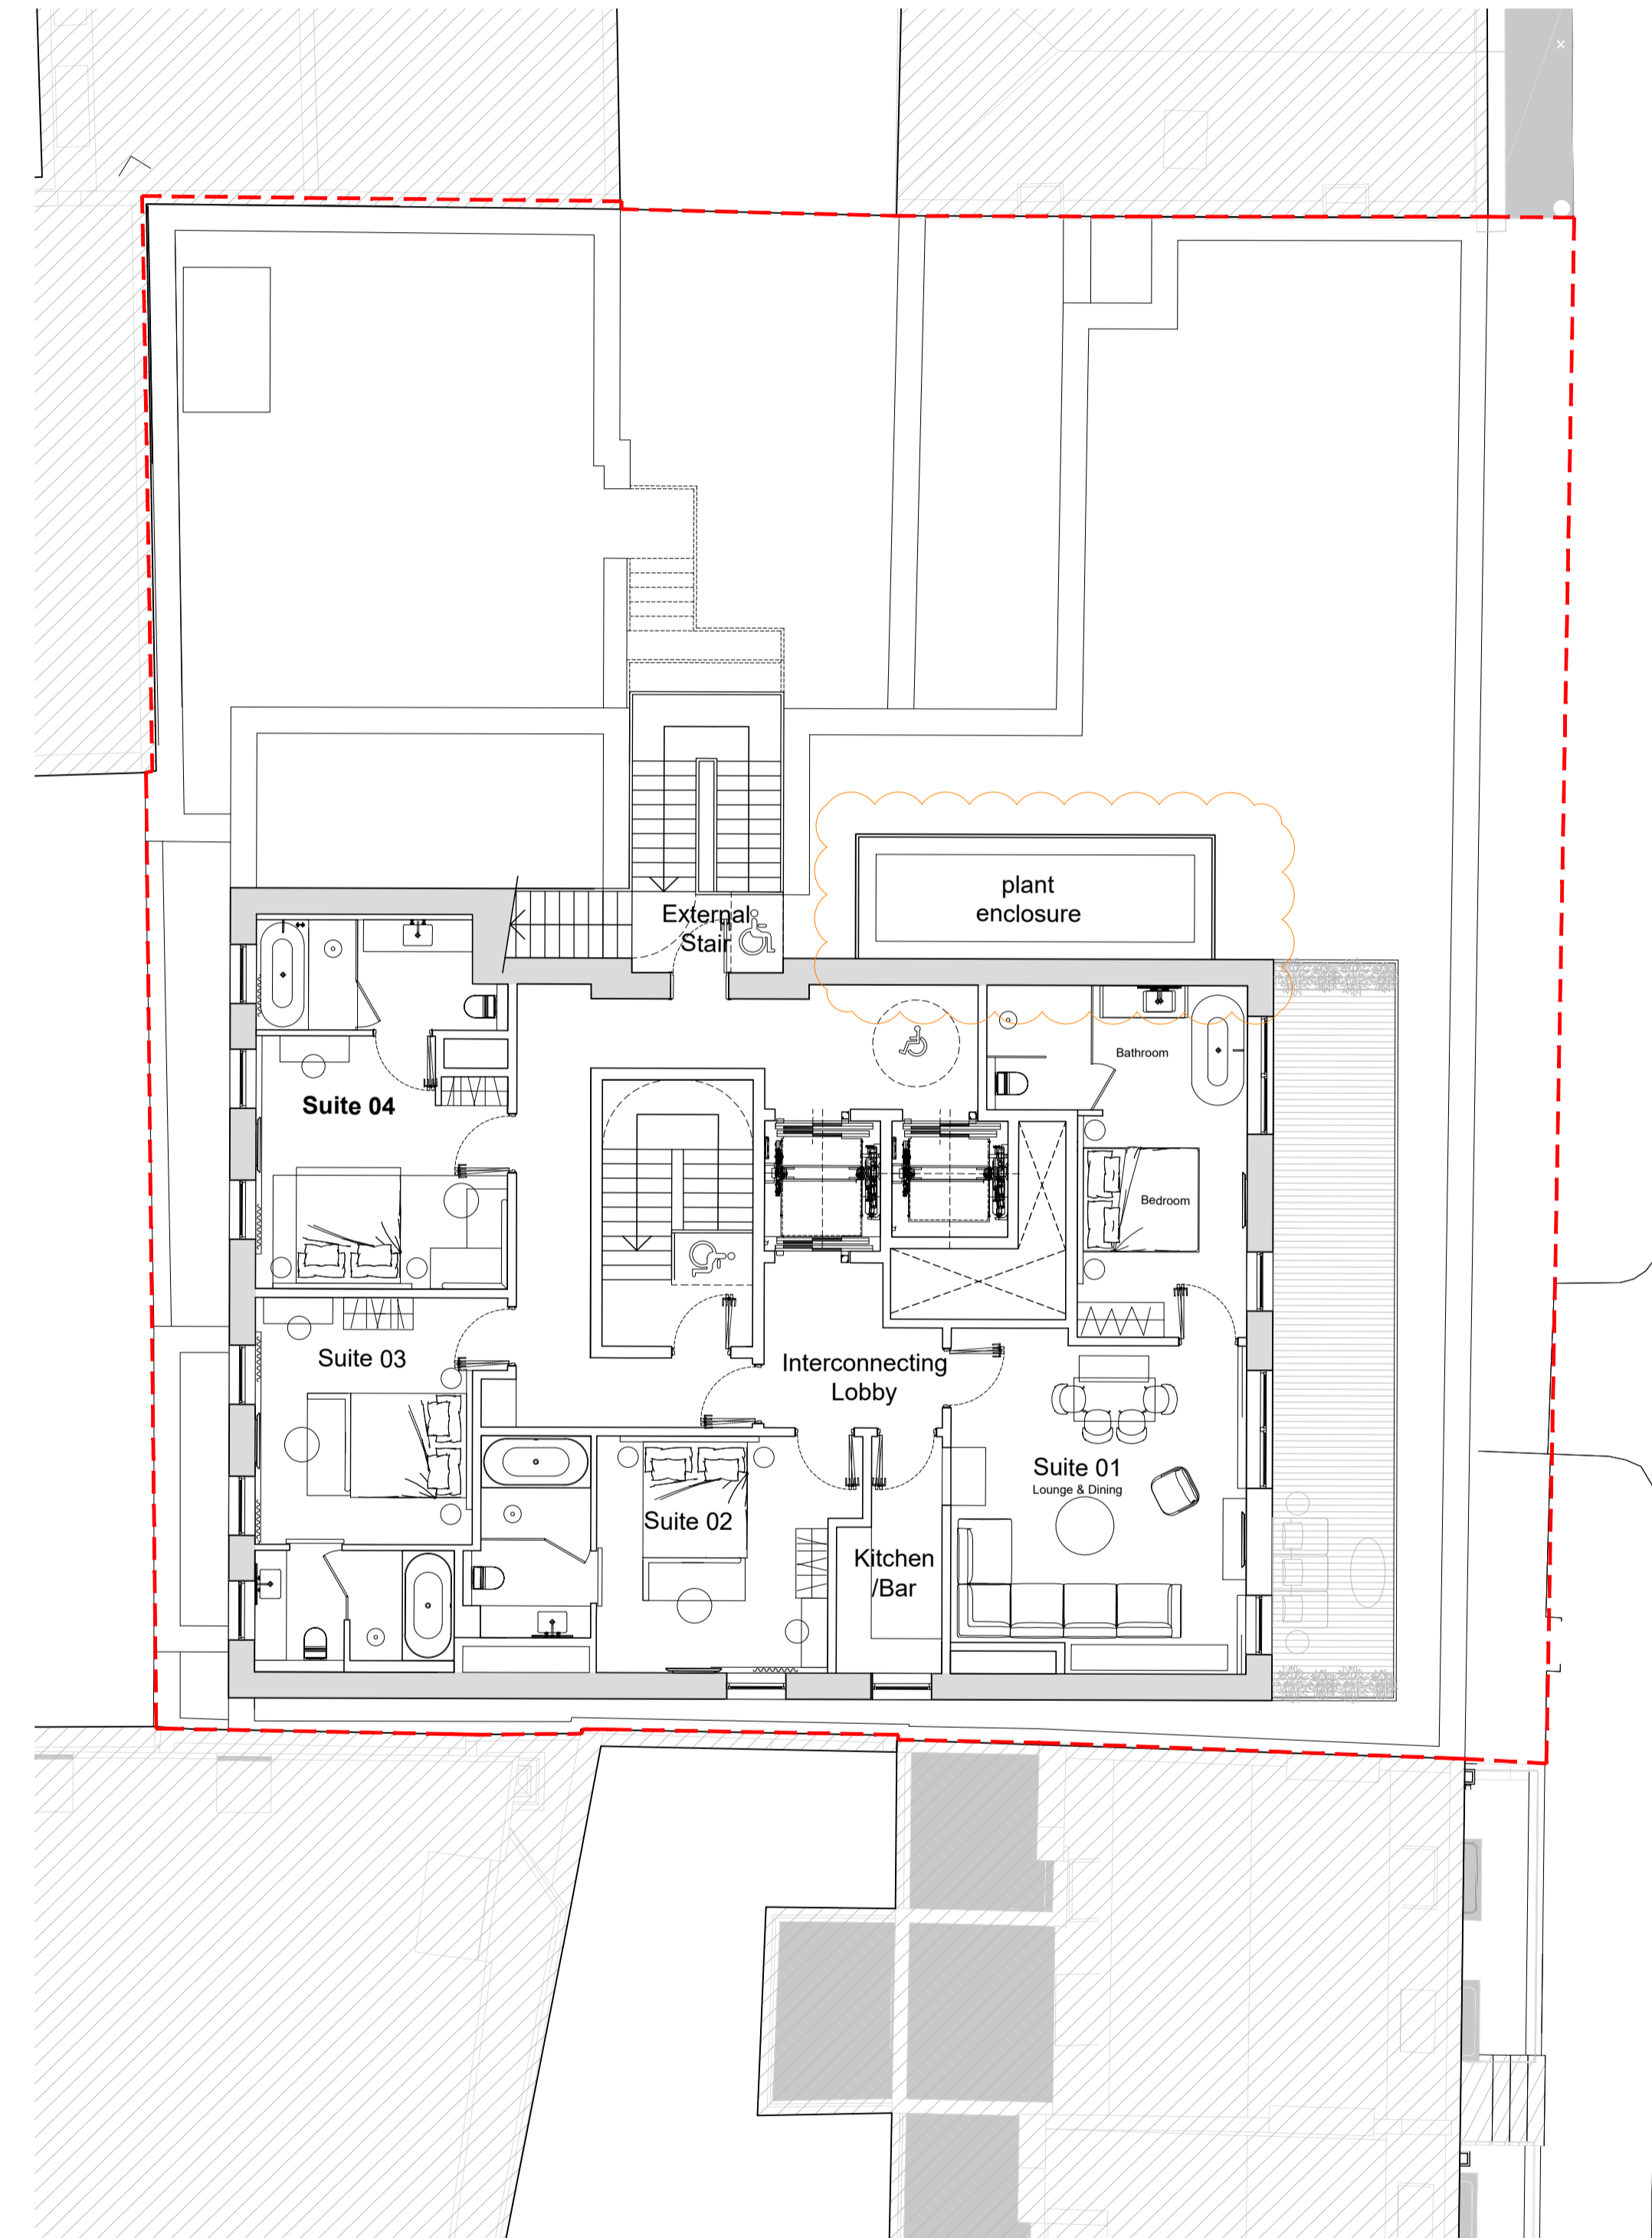 plant
enclosure
External
Stair
Bathroom
Suite 04
Bedroom
Suite 03
Interconnecting
Lobby
Suite 01
Lounge & Dining
Suite 02
Kitchen
/Bar